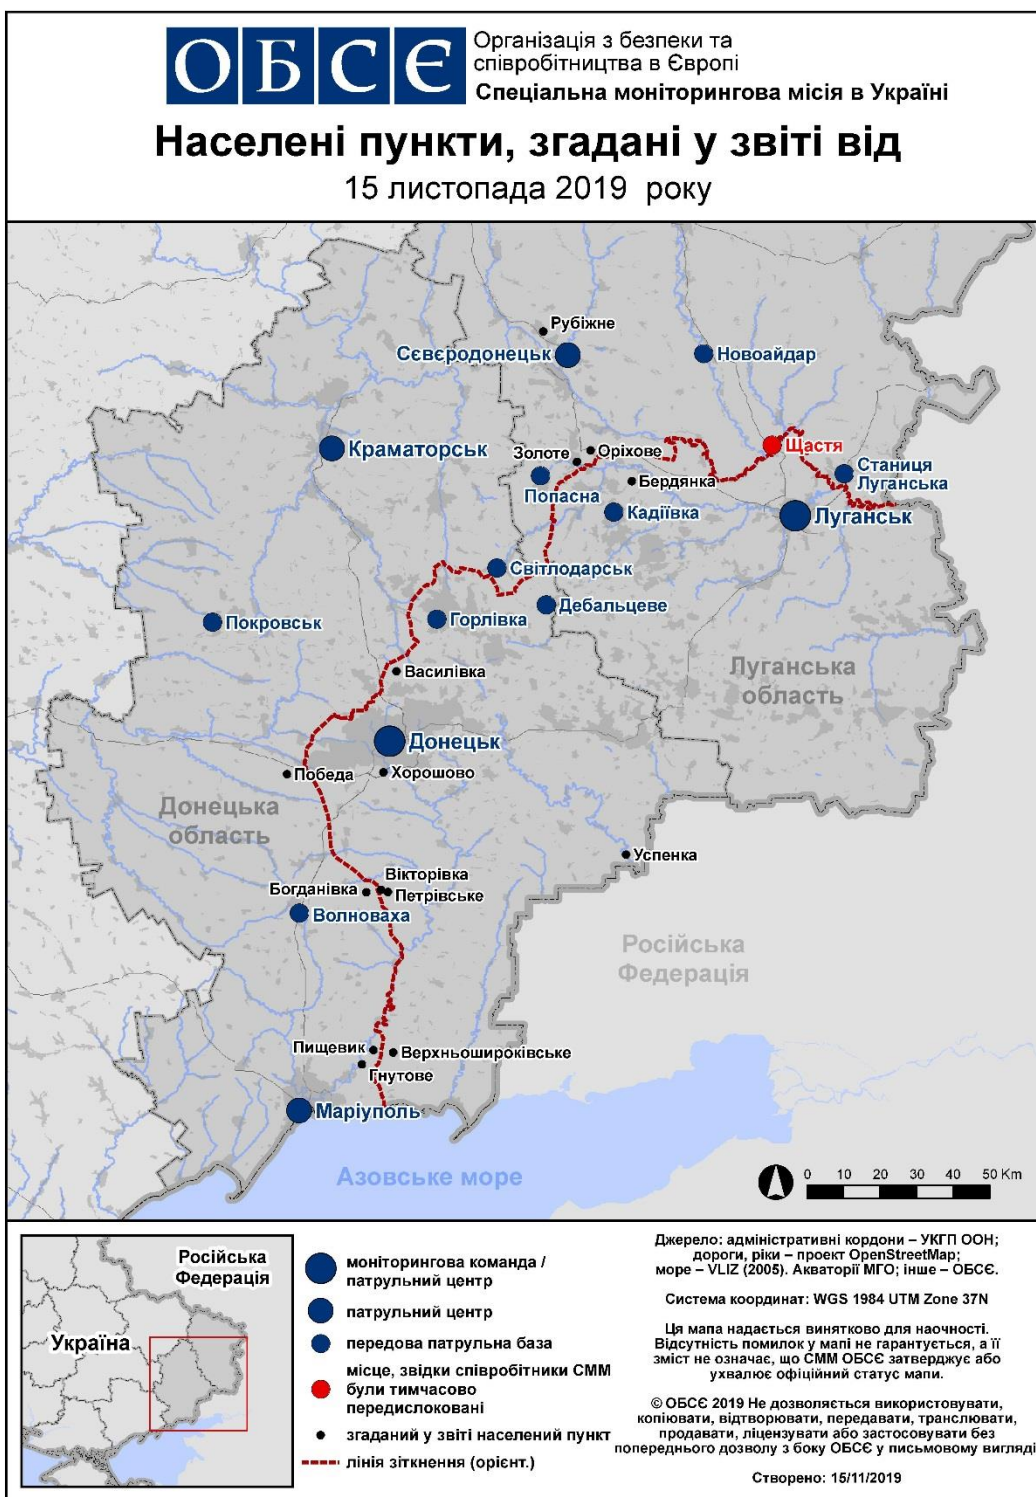 ОБСЄ
Організація з безпеки та
співробітництва в Європі
Спеціальна моніторингова місія в Україні
Населені пункти, згадані у звіті від
15 листопада 2019 року
Рубіжне
Сєвєродонецьк
Новоайдар
Краматорськ
Золоте
Оріхове
Щастя
Станиця
Луганська
Попасна
Бердянка
Кадіївка
Луганськ
Світлодарськ
Дебальцеве
Горлівка
Покровськ
Василівка
Луганська
область
Донецьк
Победа
Хорошово
Донецька
область
Успенка
Вікторівка
Богданівка
Петрівське
Волноваха
Російська
Федерація
Пищевик
Верхньошироківське
Гнутове
Маріуполь
Азовське море
0 10 20 30 40 50 Km
Російська
Федерація
Україна
моніторингова команда /
патрульний центр
патрульний центр
передова патрульна база
місце, звідки співробітники СММ
були тимчасово
передислоковані
згаданий у звіті населений пункт
лінія зіткнення (орієнт.)
Джерело: адміністративні кордони – УКГП ООН;
дороги, ріки – проект OpenStreetMap;
море – VLIZ (2005). Акваторії МГО; інше – ОБСЄ.
Система координат: WGS 1984 UTM Zone 37N
Ця мапа надається винятково для наочності.
Відсутність помилок у мапі не гарантується, а її
зміст не означає, що СММ ОБСЄ затверджує або
ухвалює офіційний статус мапи.
© ОБСЄ 2019 Не дозволяється використовувати,
копіювати, відтворювати, передавати, транслювати,
продавати, ліцензувати або застосовувати без
попереднього дозволу з боку ОБСЄ у письмовому вигляді
Створено: 15/11/2019